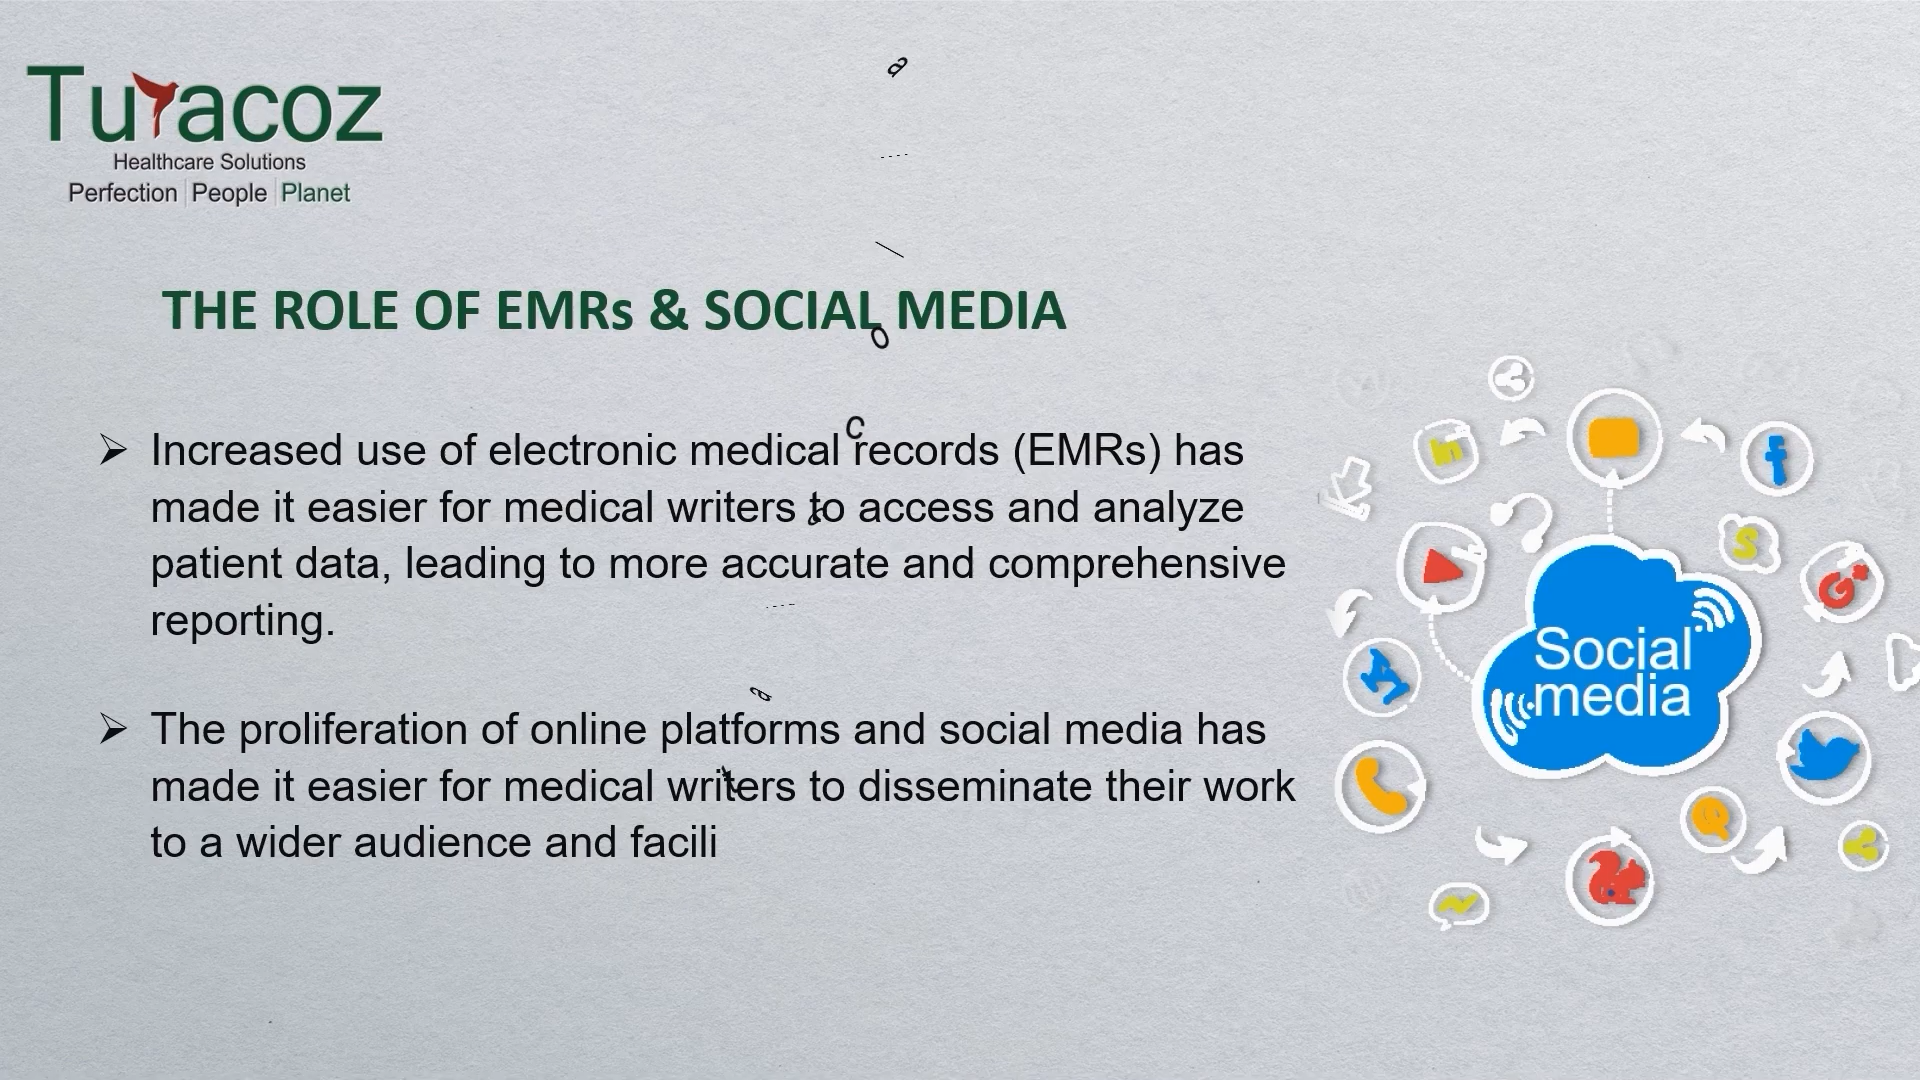 Turacoz
Healthcare Solutions
Perfection | People | Planet
THE ROLE OF EMRs & SOCIAL MEDIA
Increased use of electronic medical records (EMRs) has
made it easier for medical writers to access and analyze
patient data, leading to more accurate and comprehensive
reporting.
The proliferation of online platforms and social media has
made it easier for medical writers to disseminate their work
to a wider audience and facili
Social
media